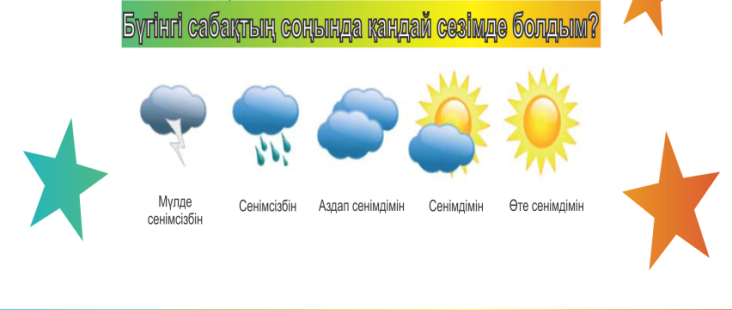 Бүгінгі сабақтың соңында қандай сезімде болдым?
Мүлде
сенімсізбін
Сенімсізбін
Аздап сенімдімін
Сенімдімін
Өте сенімдімін